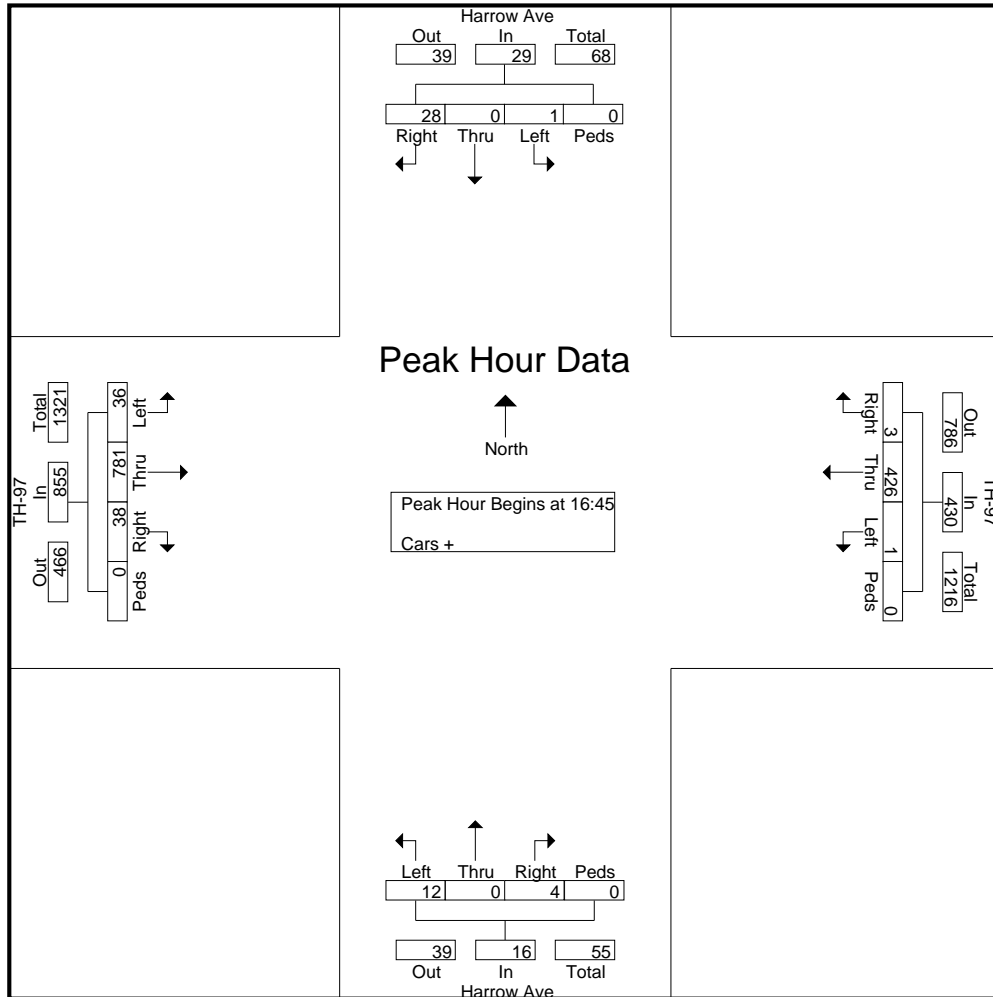 Harrow Ave
Out In Total
39 29 68
28 0 1 0
Right Thru Left Peds
Peak Hour Data
North
Peak Hour Begins at 16:45
Cars +
TH-97
Total In Out
1321 855 466
36 781 38 0
Left Thru Right Peds
Right Thru Left Peds
3 426 1 0
Out In Total
786 430 1216
TH-97
Left Thru Right Peds
12 0 4 0
39 16 55
Out In Total
Harrow Ave